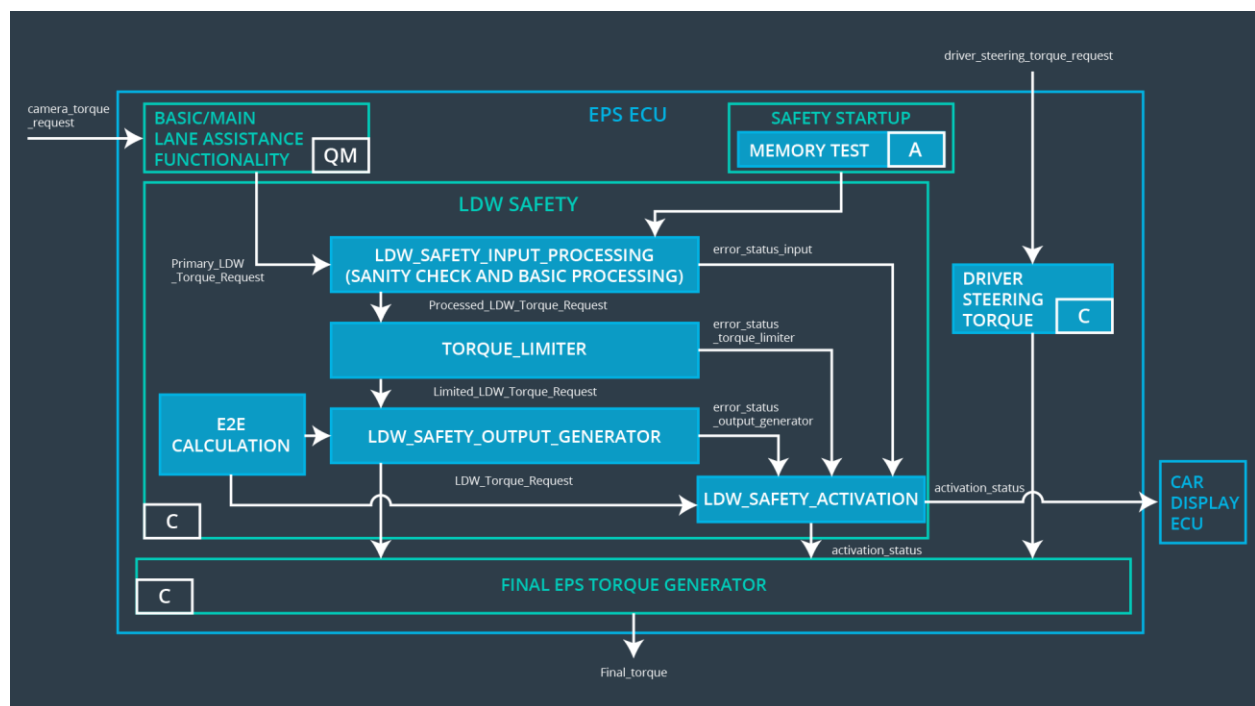 driver_steering_torque_request
camera_torque
_request
EPS ECU
BASIC/MAIN
LANE ASSISTANCE
FUNCTIONALITY
QM
SAFETY STARTUP
MEMORY TEST
A
LDW SAFETY
LDW_SAFETY_INPUT_PROCESSING
(SANITY CHECK AND BASIC PROCESSING)
error_status_input
Primary_LDW
_Torque_Request
DRIVER
STEERING
TORQUE
C
Processed_LDW_Torque_Request
TORQUE_LIMITER
error_status
_torque_limiter
Limited_LDW_Torque_Request
E2E
CALCULATION
LDW_SAFETY_OUTPUT_GENERATOR
error_status
_output_generator
LDW_Torque_Request
LDW_SAFETY_ACTIVATION
activation_status
CAR
DISPLAY
ECU
C
activation_status
FINAL EPS TORQUE GENERATOR
C
Final_torque